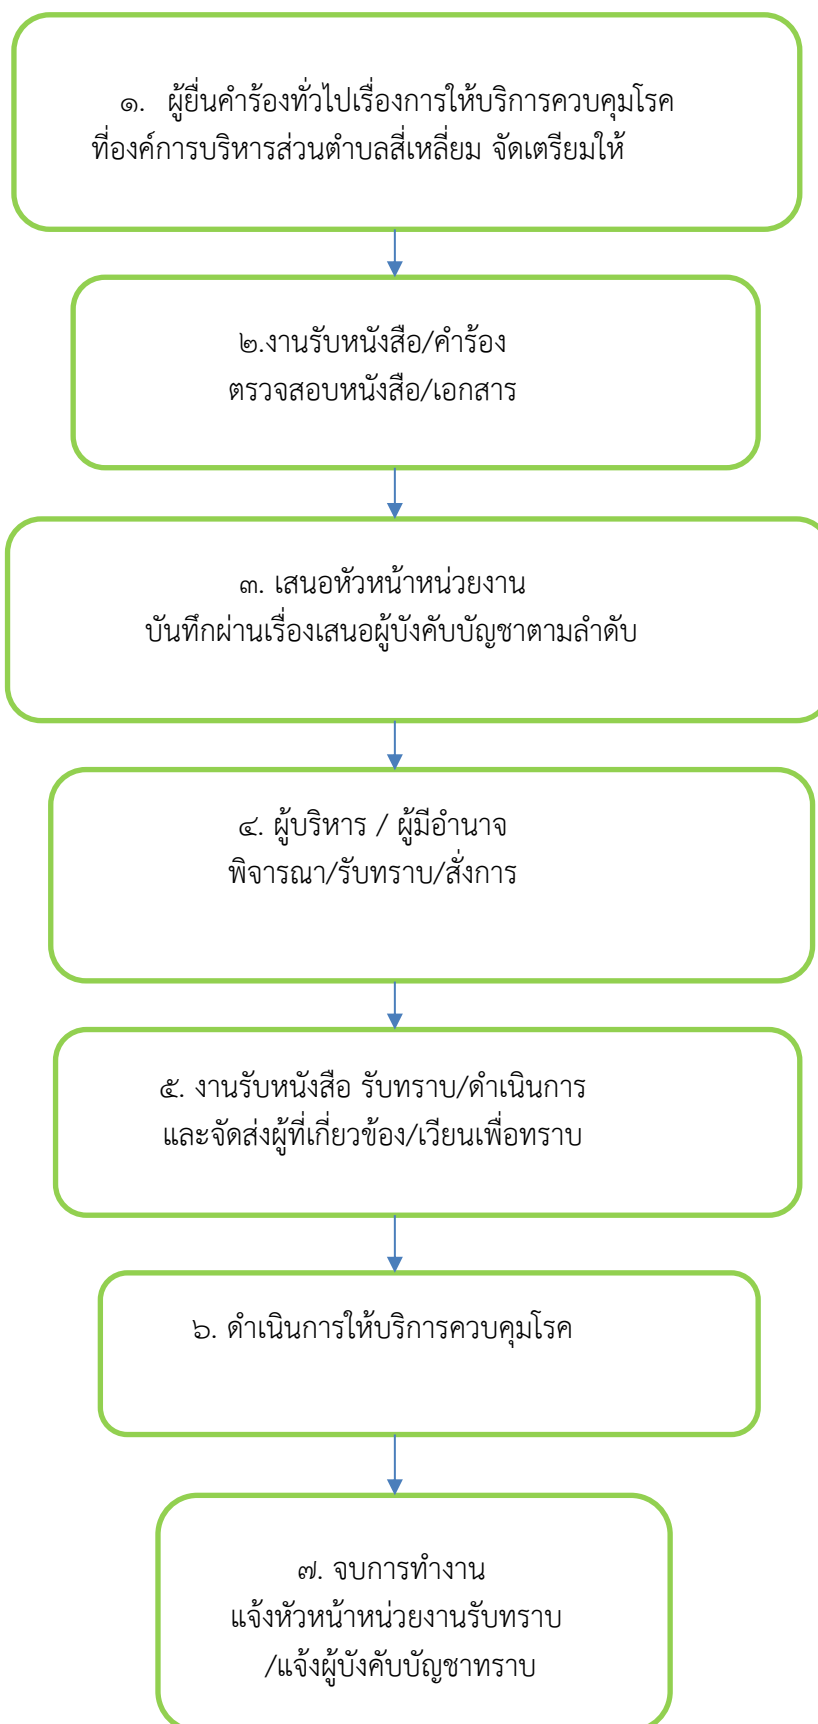 ๑. ผู้ยื่นคำร้องทั่วไปเรื่องการให้บริการควบคุมโรค
ที่องค์การบริหารส่วนตำบลสี่เหลี่ยม จัดเตรียมให้
๒.งานรับหนังสือ/คำร้อง
ตรวจสอบหนังสือ/เอกสาร
๓. เสนอหัวหน้าหน่วยงาน
บันทึกผ่านเรื่องเสนอผู้บังคับบัญชาตามลำดับ
๔. ผู้บริหาร / ผู้มีอำนาจ
พิจารณา/รับทราบ/สั่งการ
๕. งานรับหนังสือ รับทราบ/ดำเนินการ
และจัดส่งผู้ที่เกี่ยวข้อง/เวียนเพื่อทราบ
๖. ดำเนินการให้บริการควบคุมโรค
๗. จบการทำงาน
แจ้งหัวหน้าหน่วยงานรับทราบ
/แจ้งผู้บังคับบัญชาทราบ